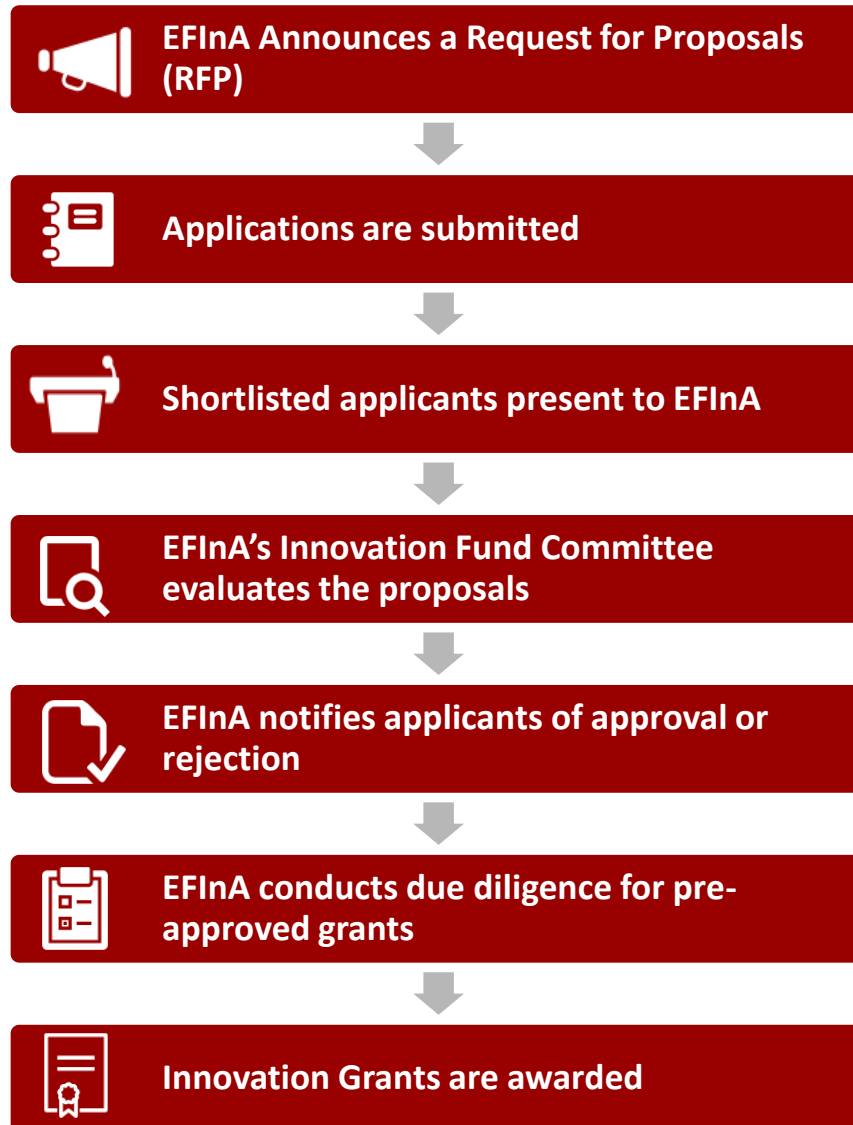 EFInA Announces a Request for Proposals
(RFP)
Applications are submitted
Shortlisted applicants present to EFInA
EFInA’s Innovation Fund Committee
evaluates the proposals
EFInA notifies applicants of approval or
rejection
EFInA conducts due diligence for pre-
approved grants
Innovation Grants are awarded